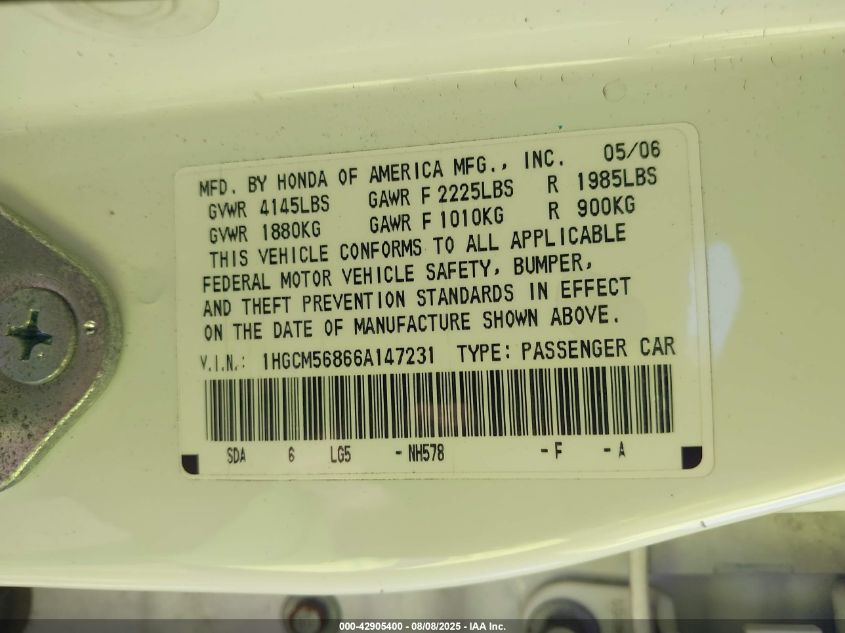 MFD. BY HONDA OF AMERICA MFG., INC. 05/06
GVWR 4145LBS GAWR F 2225LBS R 1985LBS
GVWR 1880KG GAWR F 1010KG R 900KG
THIS VEHICLE CONFORMS TO ALL APPLICABLE
FEDERAL MOTOR VEHICLE SAFETY, BUMPER,
AND THEFT PREVENTION STANDARDS IN EFFECT
ON THE DATE OF MANUFACTURE SHOWN ABOVE.
V.I.N.: 1HGCM56866A147231 TYPE: PASSENGER CAR
SDA 6 LG5 - NH578 - F - A
000-42905400 - 08/08/2025 - IAA Inc.